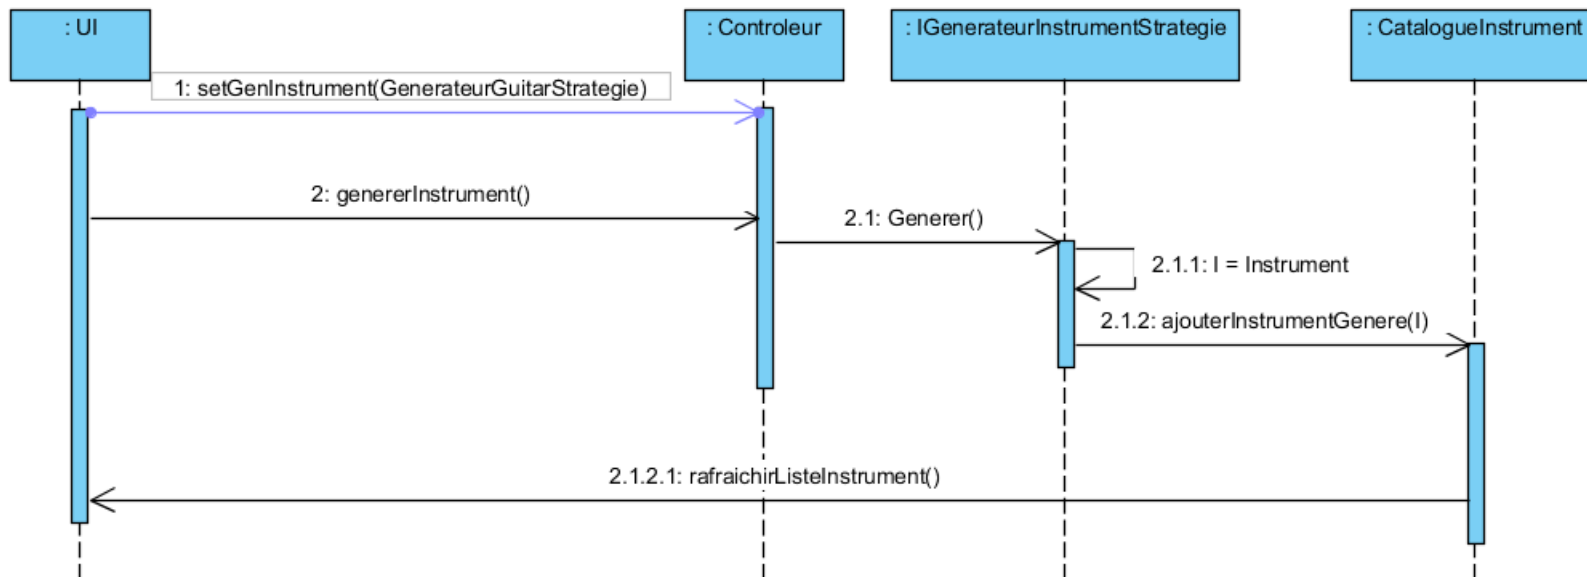 : UI
: Controleur
: IGenerateurInstrumentStrategie
: CatalogueInstrument
1: setGenInstrument(GenerateurGuitarStrategie)
2: genererInstrument()
2.1: Generer()
2.1.1: I = Instrument
2.1.2: ajouterInstrumentGenere(I)
2.1.2.1: rafraichirListeInstrument()